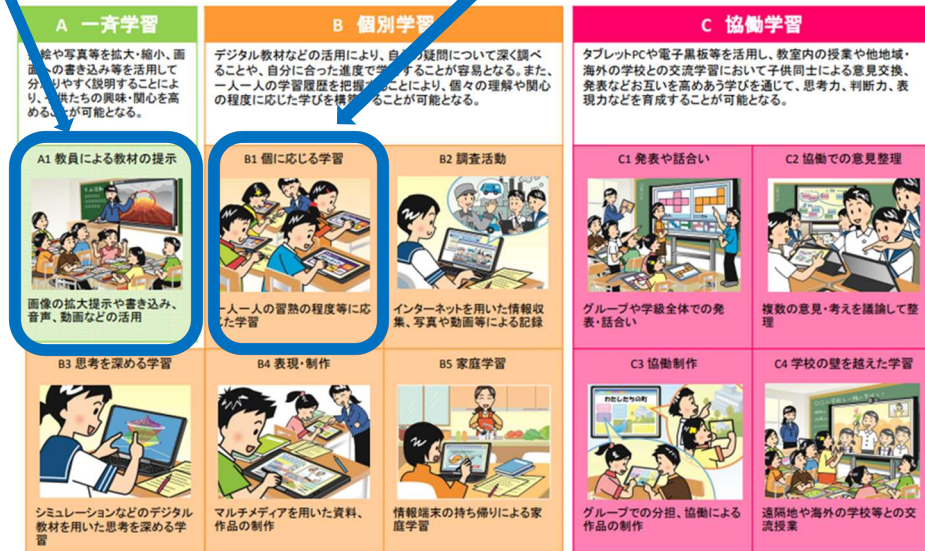 A 一斉学習
絵や写真等を拡大・縮小、画
への書き込み等を活用して
分 りやすく説明することによ
り、 供たちの興味・関心を高
める とが可能となる。
B 個別学習
デジタル教材などの活用により、自 の疑問について深く調べ
ることや、自分に合った進度で学 することが容易となる。また、
一人一人の学習履歴を把握 ることにより、個々の理解や関心
の程度に応じた学びを構築 ることが可能となる。
C 協働学習
タブレットPCや電子黒板等を活用し、教室内の授業や他地域・
海外の学校との交流学習において子供同士による意見交換、
発表などお互いを高めあう学びを通じて、思考力、判断力、表
現力などを育成することが可能となる。
A1 教員による教材の提示
画像の拡大提示や書き込み、
音声、動画などの活用
B1 個に応じる学習
一人一人の習熟の程度等に応
じた学習
B2 調査活動
インターネットを用いた情報収
集、写真や動画等による記録
C1 発表や話合い
グループや学級全体での発
表・話合い
C2 協働での意見整理
複数の意見・考えを議論して整
理
B3 思考を深める学習
シミュレーションなどのデジタル
教材を用いた思考を深める学
習
B4 表現・制作
マルチメディアを用いた資料、
作品の制作
B5 家庭学習
情報端末の持ち帰りによる家
庭学習
C3 協働制作
わたしたちの町
グループでの分担、協働による
作品の制作
C4 学校の壁を越えた学習
遠隔地や海外の学校等との交
流授業